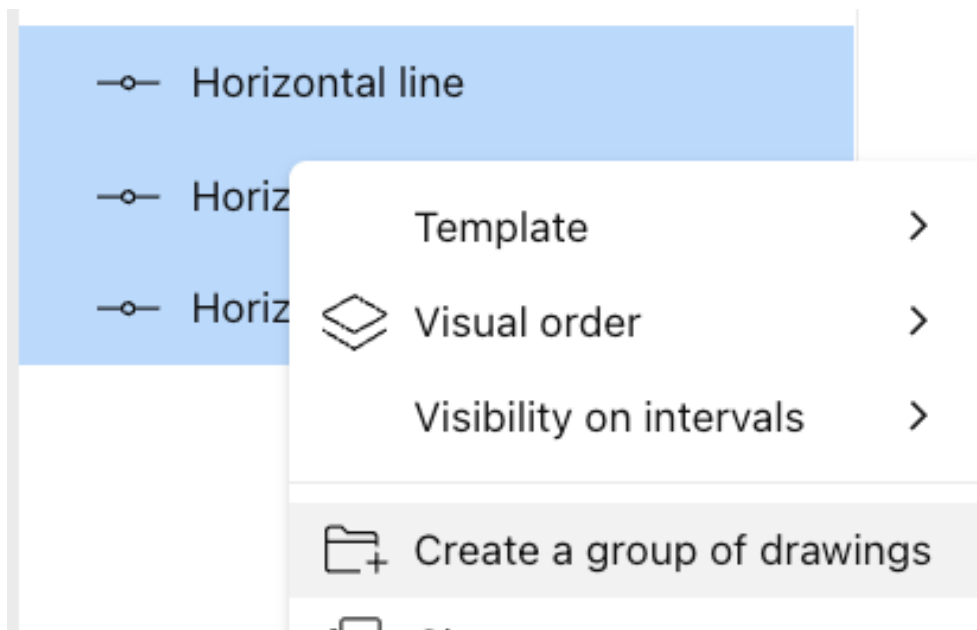 Horizontal line
Horiz
Template
Horiz
Visual order
Visibility on intervals
Create a group of drawings